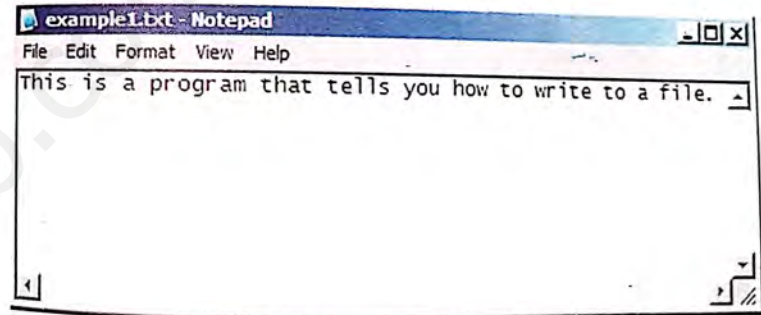 example1.txt - Notepad
File Edit Format View Help
This is a program that tells you how to write to a file.